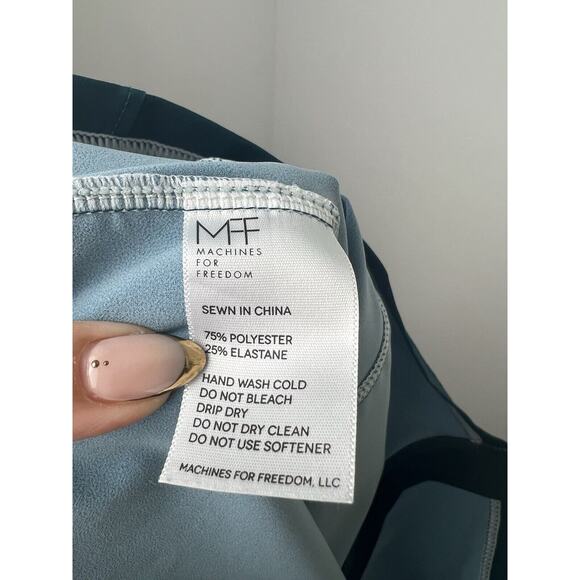 MFF
MACHINES
FOR
FREEDOM
SEWN IN CHINA
75% POLYESTER
25% ELASTANE
HAND WASH COLD
DO NOT BLEACH
DRIP DRY
DO NOT DRY CLEAN
DO NOT USE SOFTENER
MACHINES FOR FREEDOM, LLC